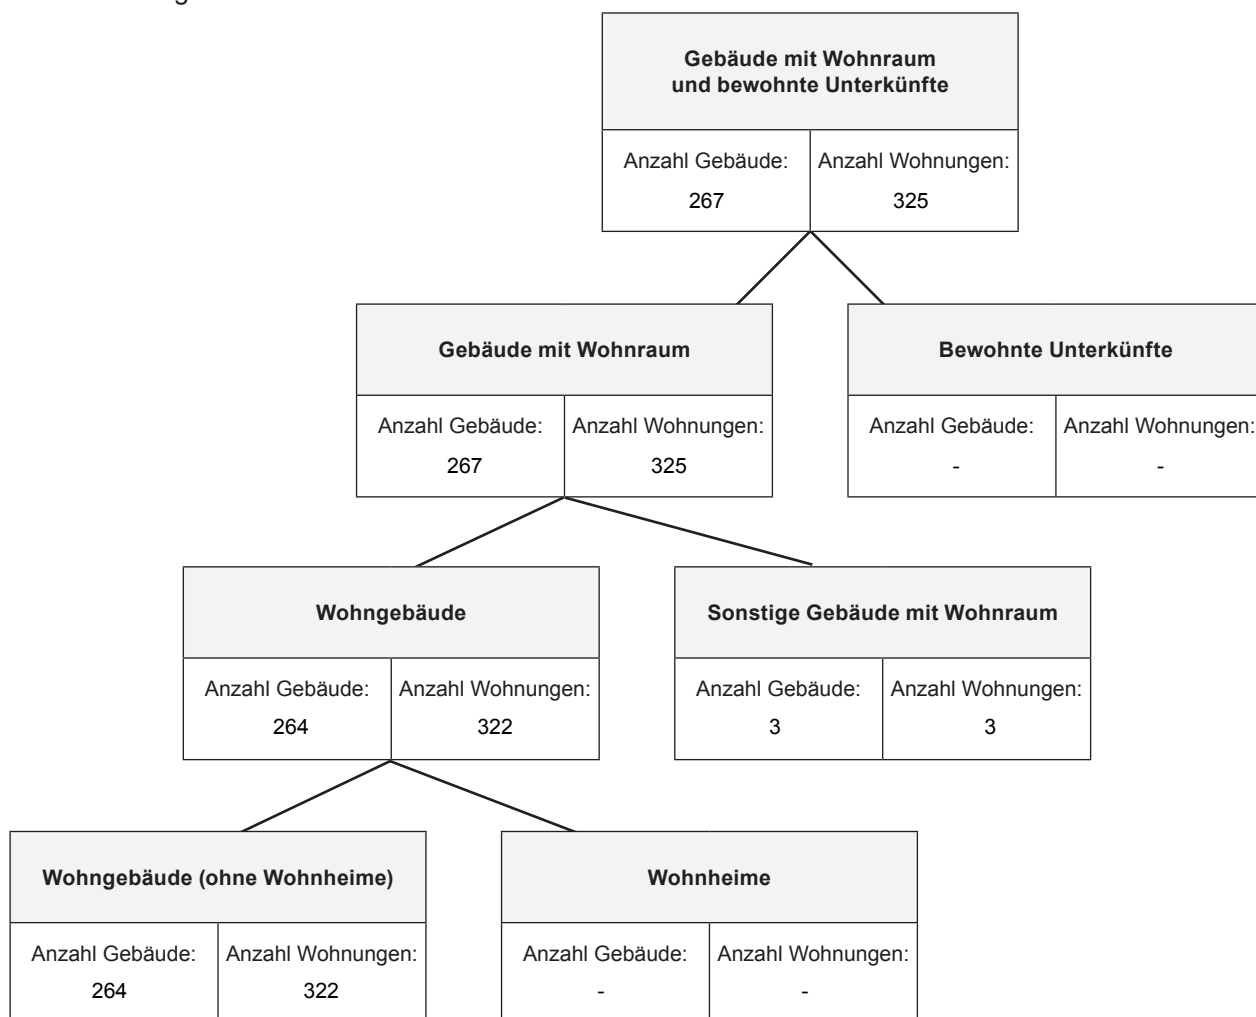 Gebäude mit Wohnraum
und bewohnte Unterkünfte
Anzahl Gebäude: Anzahl Wohnungen:
267 325
Gebäude mit Wohnraum
Bewohnte Unterkünfte
Anzahl Gebäude: Anzahl Wohnungen:
267 325
Anzahl Gebäude: Anzahl Wohnungen:
- -
Wohngebäude
Sonstige Gebäude mit Wohnraum
Anzahl Gebäude: Anzahl Wohnungen:
264 322
Anzahl Gebäude: Anzahl Wohnungen:
3 3
Wohngebäude (ohne Wohnheime)
Wohnheime
Anzahl Gebäude: Anzahl Wohnungen:
264 322
Anzahl Gebäude: Anzahl Wohnungen:
- -